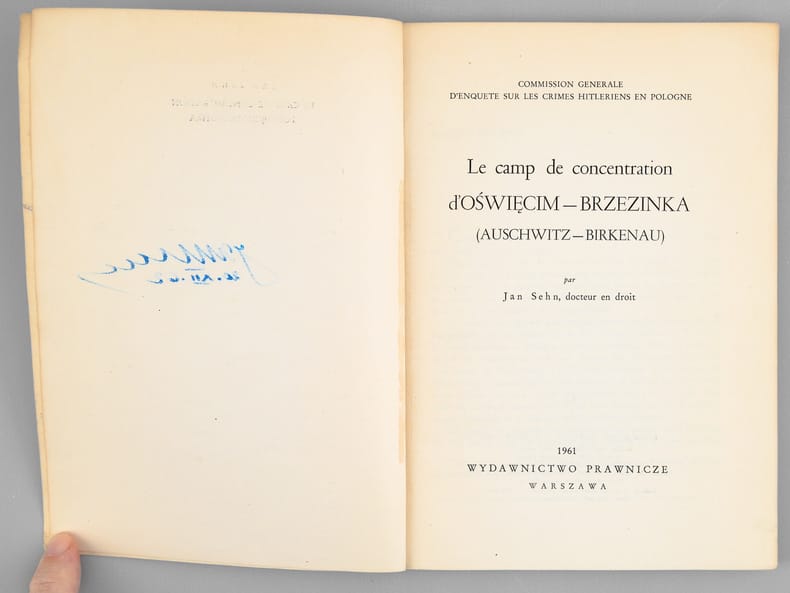 COMMISSION GENERALE
D'ENQUETE SUR LES CRIMES HITLERIENS EN POLOGNE
Le camp de concentration
d'OŚWIĘCIM — BRZEZINKA
(AUSCHWITZ — BIRKENAU)
par
Jan Sehn, docteur en droit
1961
WYDAWNICTWO PRAWNICZE
WARSZAWA